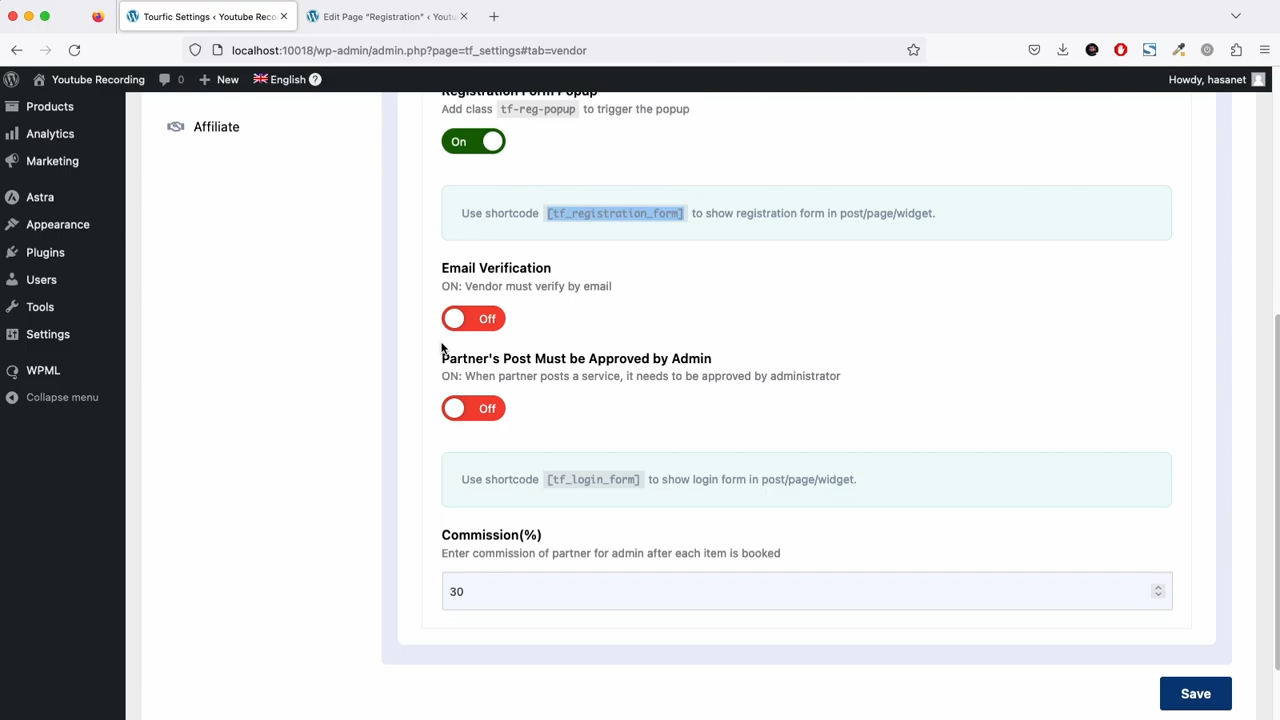 Tourfic Settings ‹ Youtube Reco
Edit Page "Registration" ‹ Youtu
localhost:10018/wp-admin/admin.php?page=tf_settings#tab=vendor
Youtube Recording
0
New
English
Howdy, hasanet
Products
Analytics
Marketing
Astra
Appearance
Plugins
Users
Tools
Settings
WPML
Collapse menu
Affiliate
Registration Form Popup
Add class tf-reg-popup to trigger the popup
On
Use shortcode [tf_registration_form] to show registration form in post/page/widget.
Email Verification
ON: Vendor must verify by email
Off
Partner's Post Must be Approved by Admin
ON: When partner posts a service, it needs to be approved by administrator
Off
Use shortcode [tf_login_form] to show login form in post/page/widget.
Commission(%)
Enter commission of partner for admin after each item is booked
30
Save